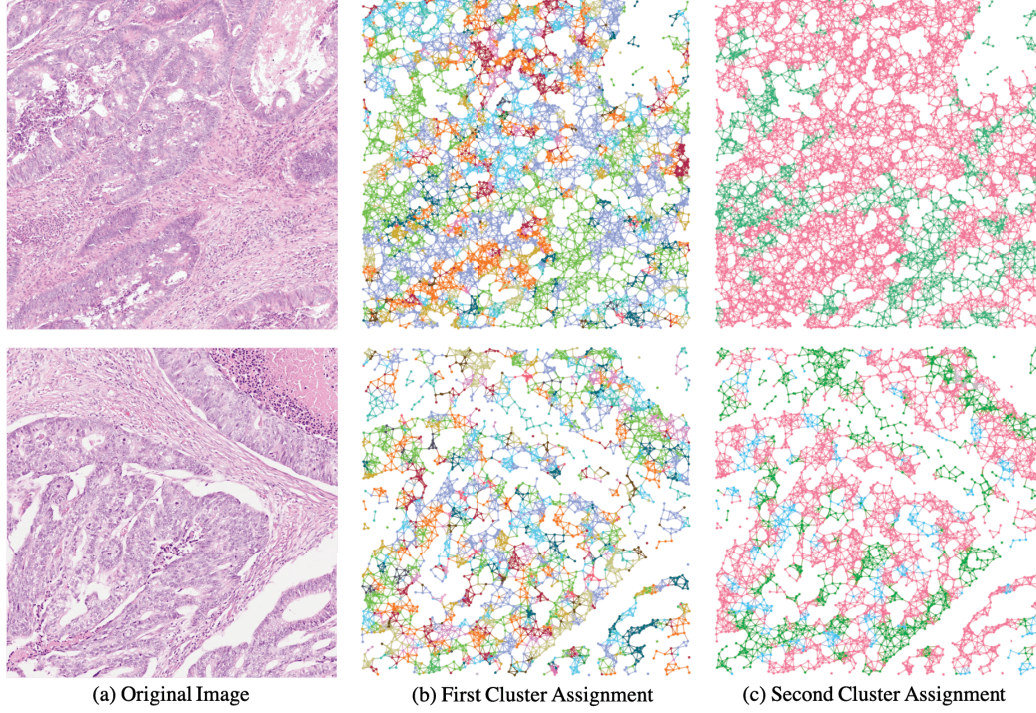 (a) Original Image
(b) First Cluster Assignment
(c) Second Cluster Assignment